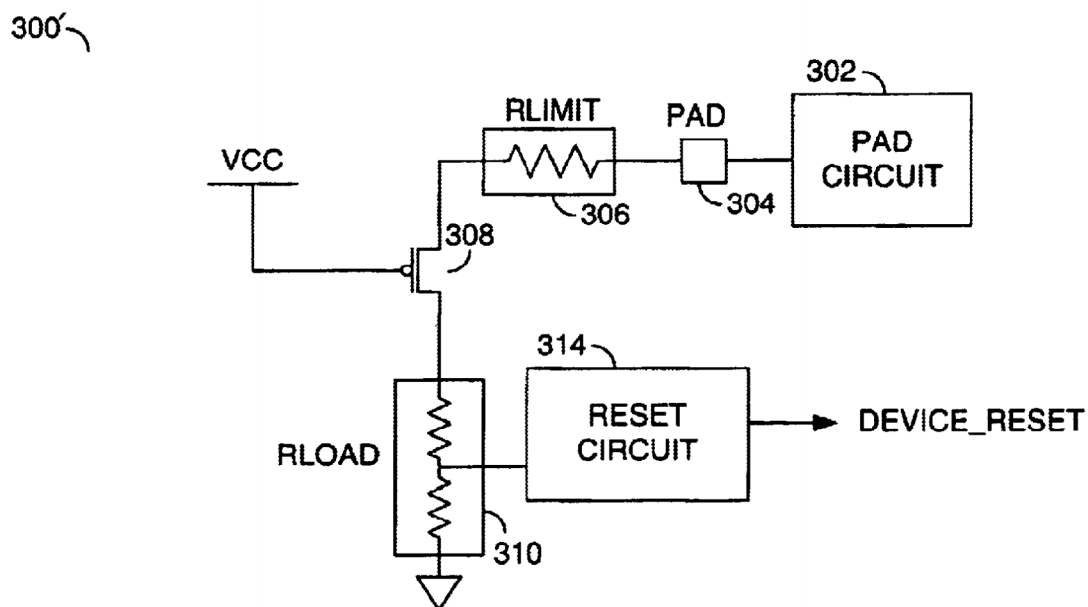 300′
302
RLIMIT
PAD
PAD
CIRCUIT
VCC
306
304
308
314
RESET
CIRCUIT
DEVICE_RESET
RLOAD
310